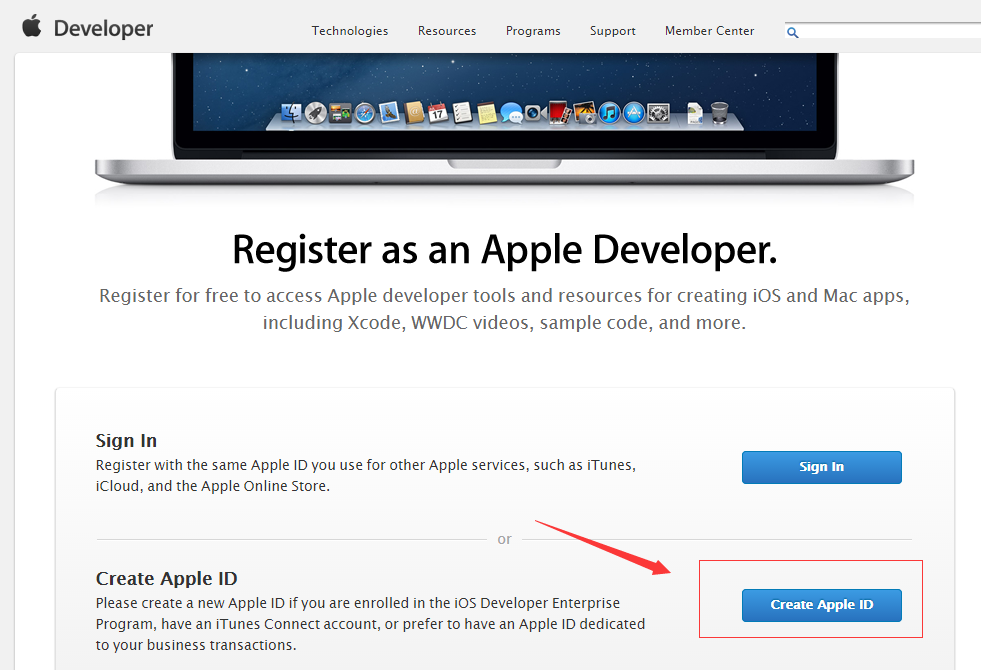 Developer
Technologies Resources Programs Support Member Center
17
Register as an Apple Developer.
Register for free to access Apple developer tools and resources for creating iOS and Mac apps,
including Xcode, WWDC videos, sample code, and more.
Sign In
Register with the same Apple ID you use for other Apple services, such as iTunes,
iCloud, and the Apple Online Store.
Sign In
or
Create Apple ID
Please create a new Apple ID if you are enrolled in the iOS Developer Enterprise
Program, have an iTunes Connect account, or prefer to have an Apple ID dedicated
to your business transactions.
Create Apple ID